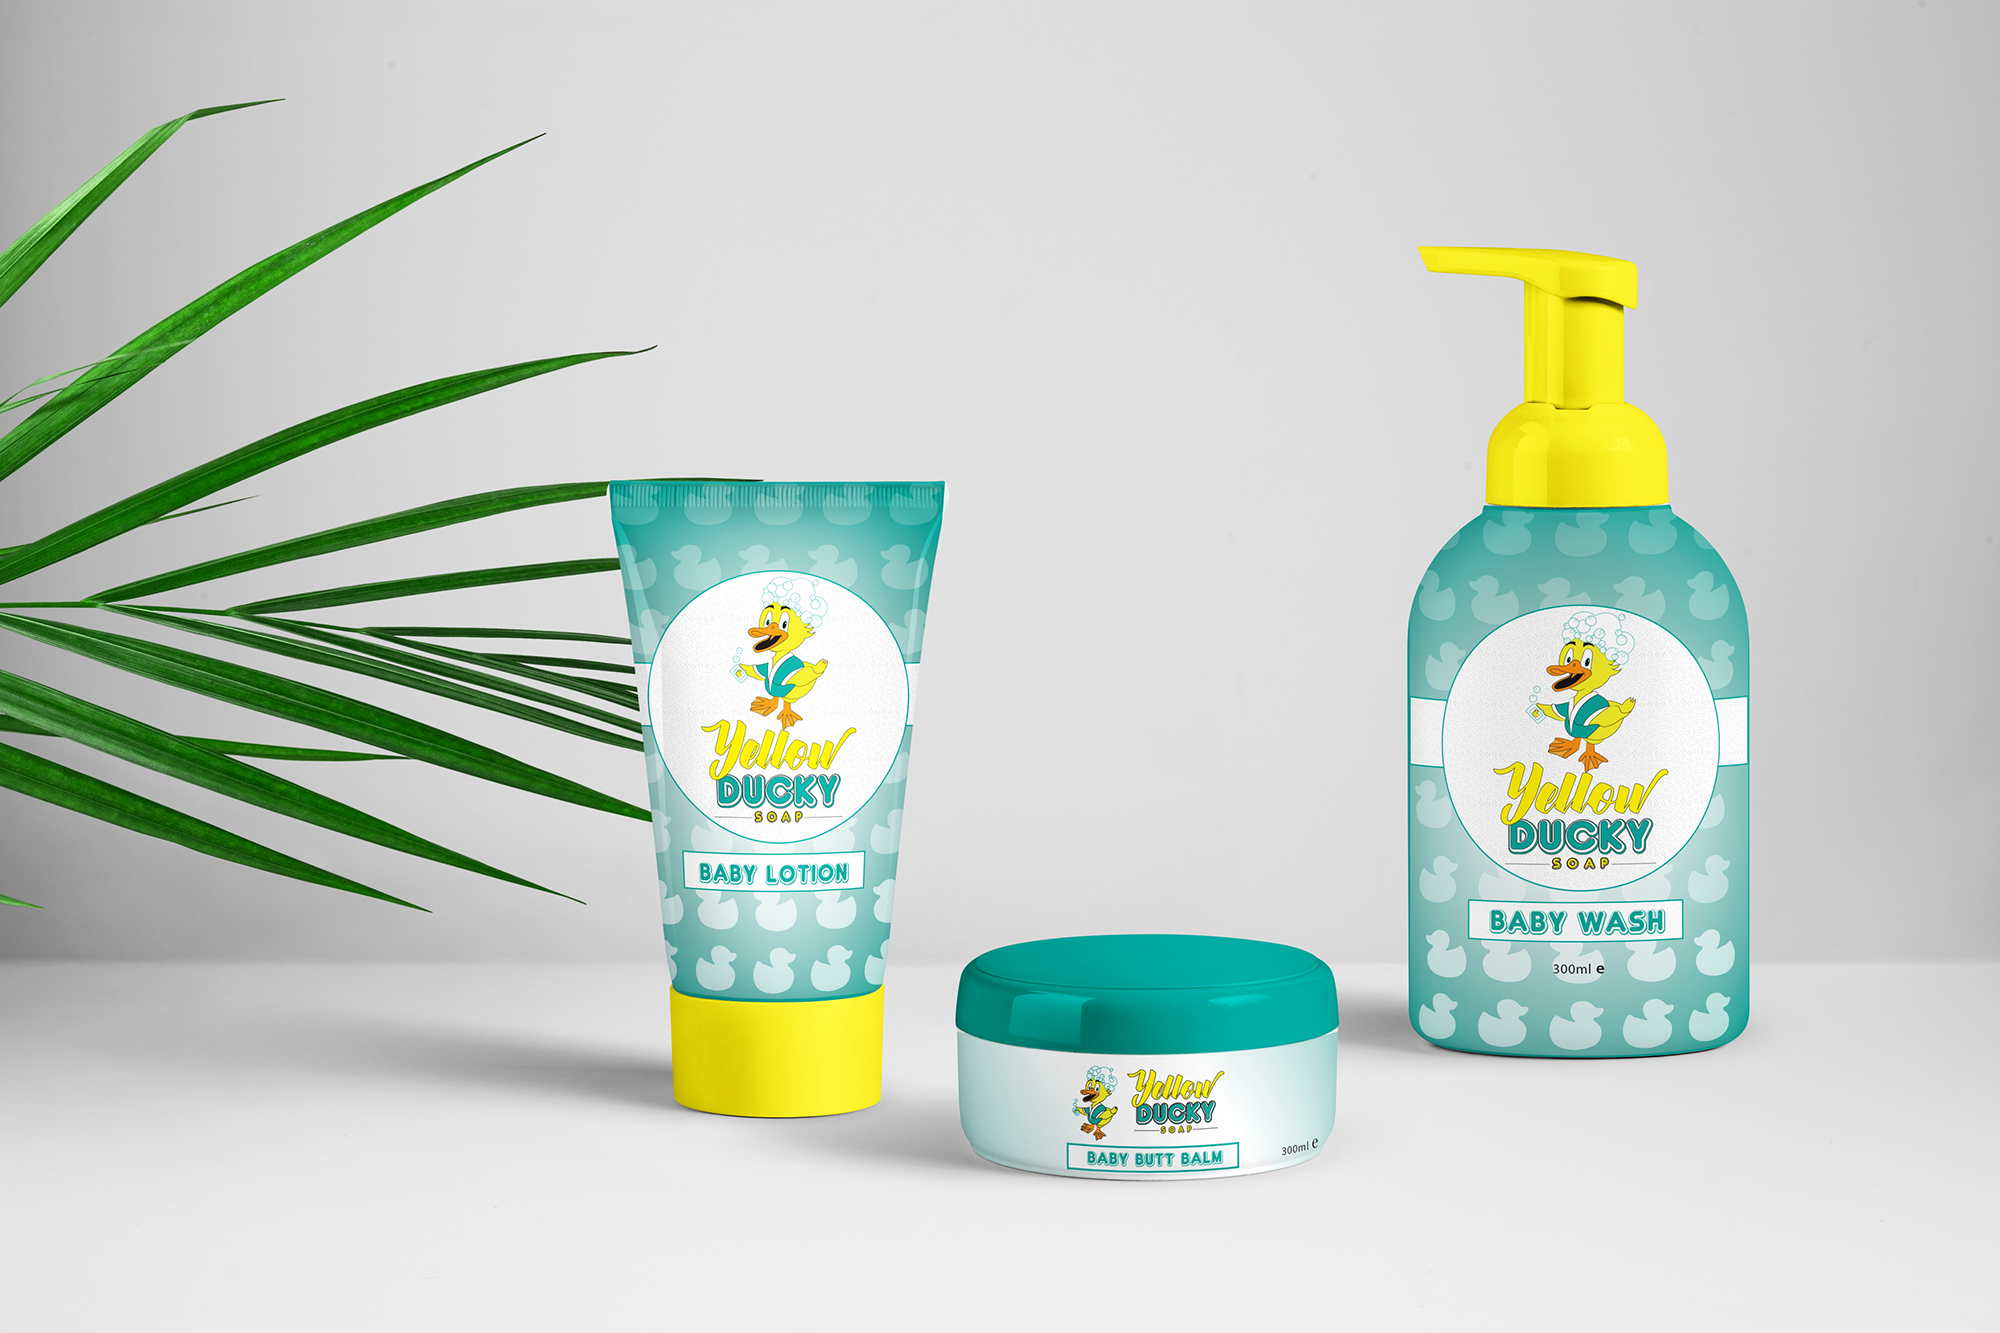 Yellow
DUCKY
SOAP
BABY LOTION
Yellow
DUCKY
SOAP
BABY BUTT BALM
300ml e
Yellow
DUCKY
SOAP
BABY WASH
300ml e